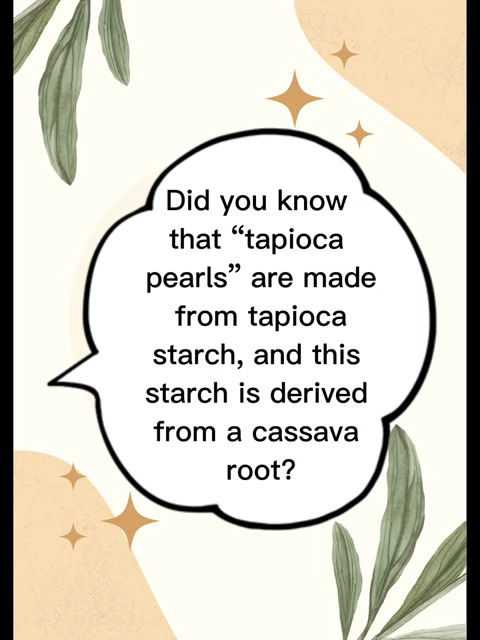 Did you know
that “tapioca
pearls” are made
from tapioca
starch, and this
starch is derived
from a cassava
root?